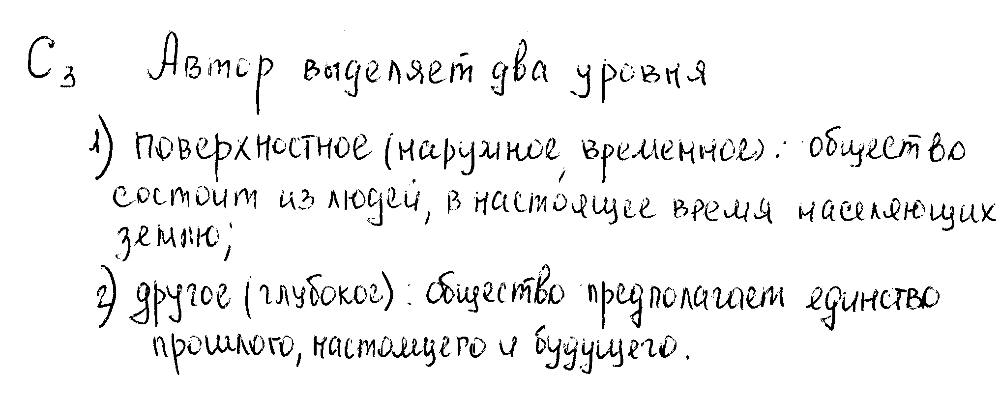 С3 Автор выделяет два уровня
1) поверхностное (наружное, временное): общество
состоит из людей, в настоящее время населяющих
землю;
2) другое (глубокое): общество предполагает единство
прошлого, настоящего и будущего.